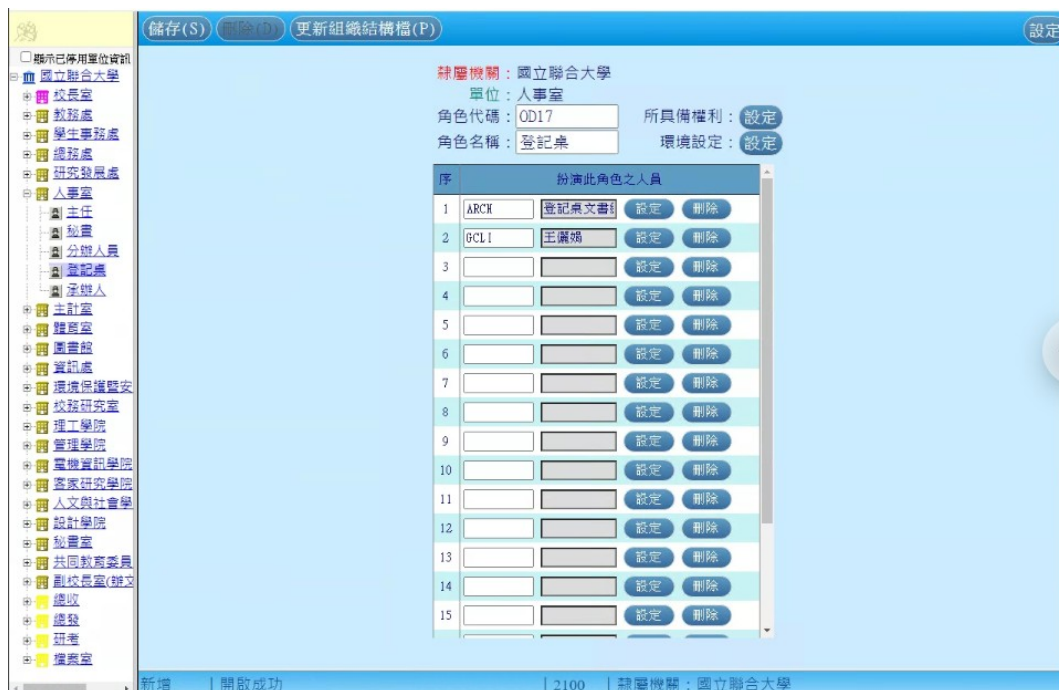 儲存(S) 刪除(D) 更新組織結構檔(P) 設定
顯示已停用單位資訊
國立聯合大學
校長室
教務處
學生事務處
總務處
研究發展處
人事室
主任
秘書
分辦人員
登記桌
承辦人
主計室
體育室
圖書館
資訊處
環境保護暨安
校務研究室
理工學院
管理學院
電機資訊學院
客家研究學院
人文與社會學
設計學院
秘書室
共同教育委員
副校長室(辦文
總收
總發
研考
檔案室
隸屬機關：國立聯合大學
單位：人事室
角色代碼：OD17 所具備權利：設定
角色名稱：登記桌 環境設定：設定
序 扮演此角色之人員
1 ARCH 登記桌文書 設定 刪除
2 GCLI 王儷娟 設定 刪除
3 設定 刪除
4 設定 刪除
5 設定 刪除
6 設定 刪除
7 設定 刪除
8 設定 刪除
9 設定 刪除
10 設定 刪除
11 設定 刪除
12 設定 刪除
13 設定 刪除
14 設定 刪除
15 設定 刪除
新增 開啟成功 2100 隸屬機關：國立聯合大學